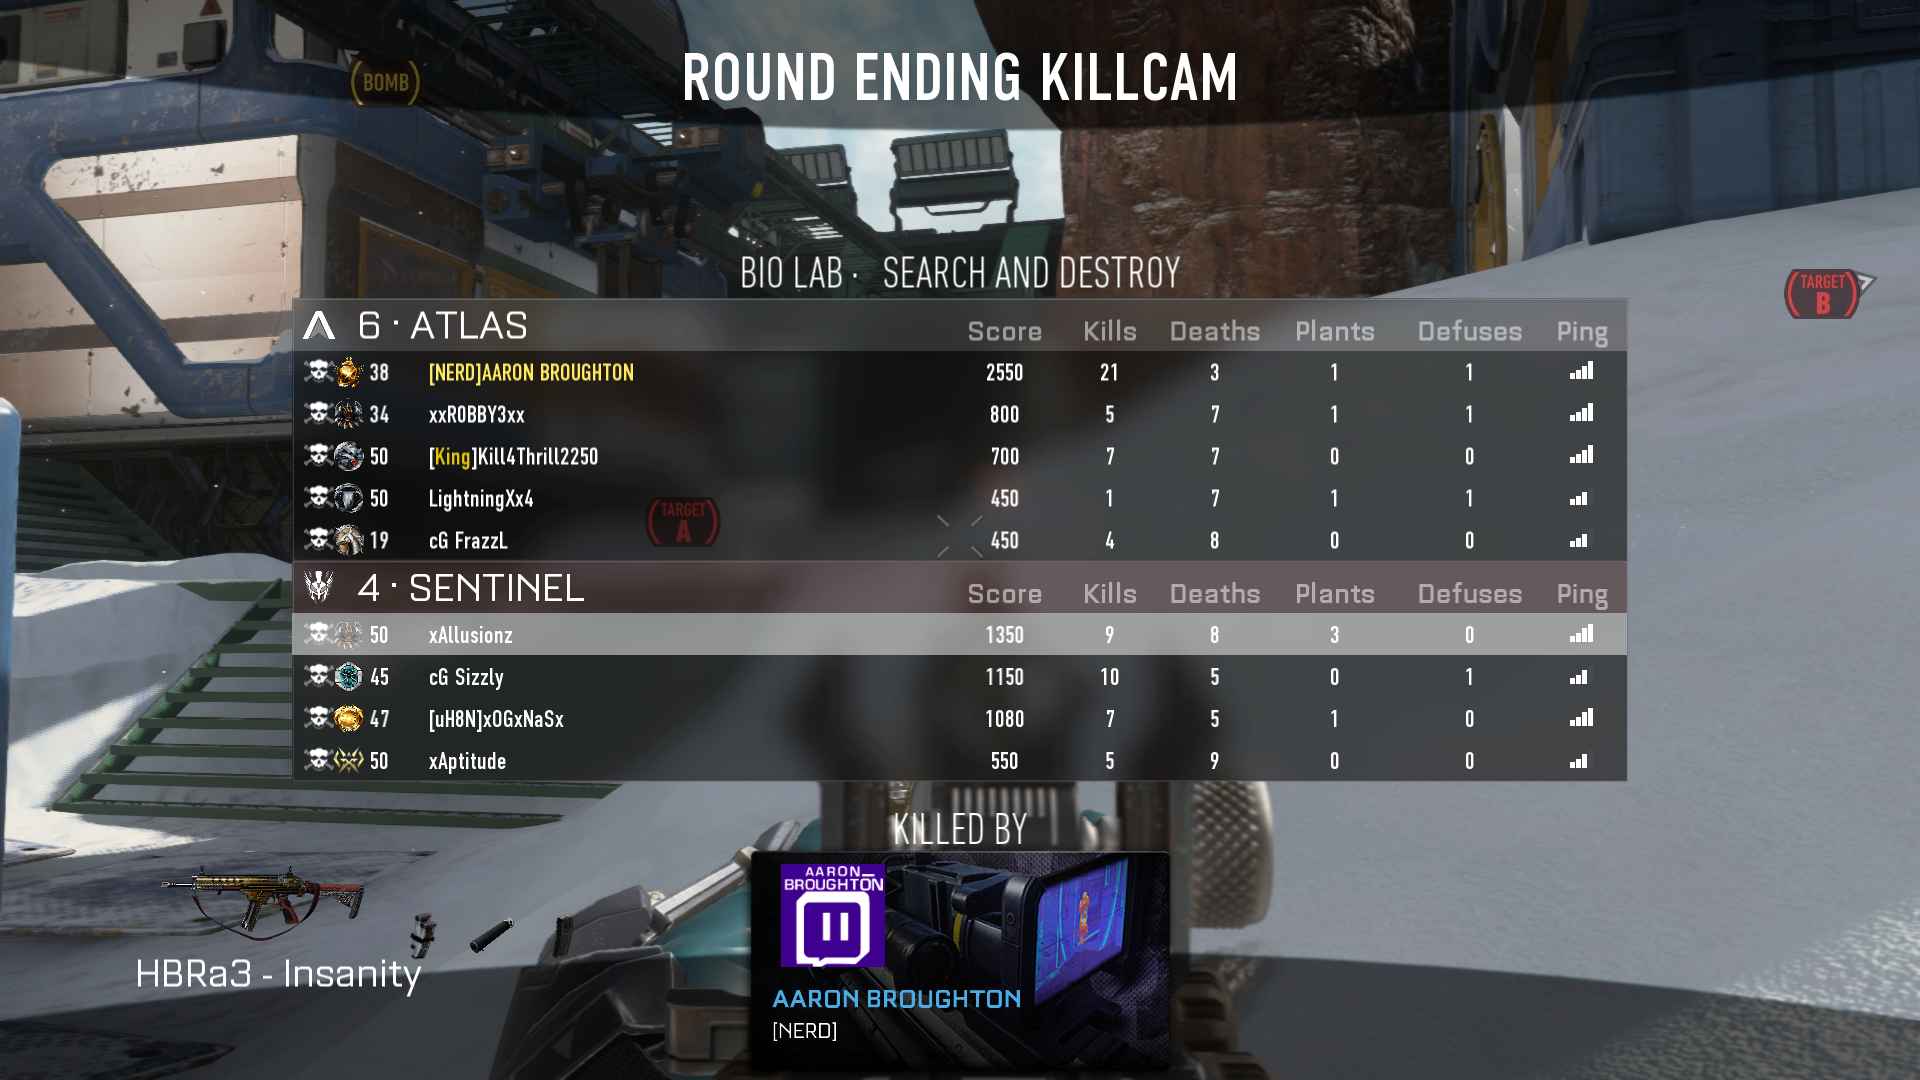 ROUND ENDING KILLCAM
BOMB
BIO LAB · SEARCH AND DESTROY
TARGET
B
6 · ATLAS Score Kills Deaths Plants Defuses Ping
38 [NERD]AARON BROUGHTON 2550 21 3 1 1
34 xxR0BBY3xx 800 5 7 1 1
50 [King]Kill4Thrill2250 700 7 7 0 0
50 LightningXx4 450 1 7 1 1
TARGET
A
19 cG FrazzL 450 4 8 0 0
4 · SENTINEL Score Kills Deaths Plants Defuses Ping
50 xAllusionz 1350 9 8 3 0
45 cG Sizzly 1150 10 5 0 1
47 [uH8N]xOGxNaSx 1080 7 5 1 0
50 xAptitude 550 5 9 0 0
KILLED BY
AARON_
BROUGHTON
AARON BROUGHTON
[NERD]
HBRa3 - Insanity